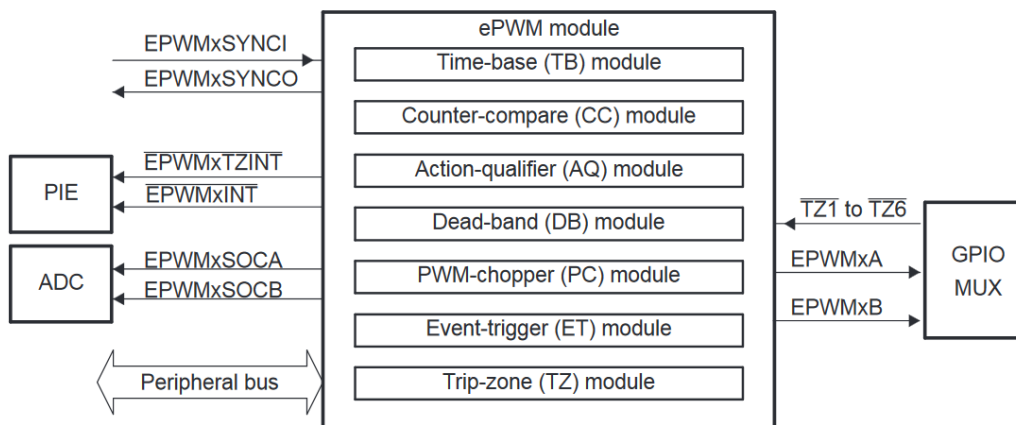 ePWM module
EPWMxSYNCI
EPWMxSYNCO
Time-base (TB) module
Counter-compare (CC) module
EPWMxTZINT
EPWMxINT
PIE
Action-qualifier (AQ) module
Dead-band (DB) module
TZ1 to TZ6
EPWMxSOCA
EPWMxSOCB
ADC
PWM-chopper (PC) module
EPWMxA
EPWMxB
GPIO
MUX
Event-trigger (ET) module
Peripheral bus
Trip-zone (TZ) module